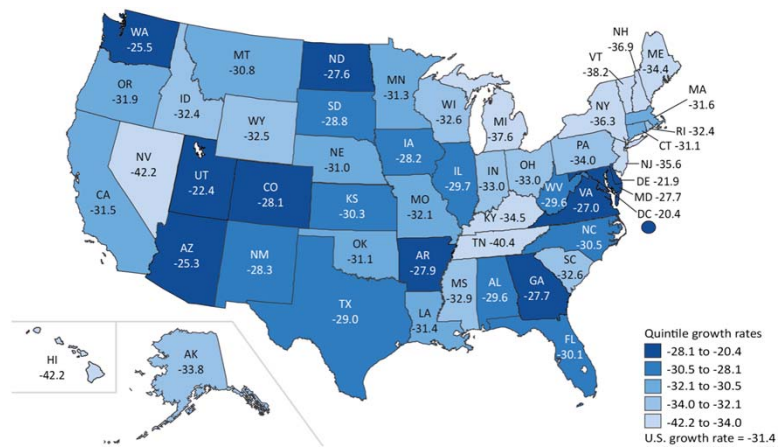 WA
-25.5
OR
-31.9
CA
-31.5
NV
-42.2
ID
-32.4
MT
-30.8
WY
-32.5
UT
-22.4
CO
-28.1
AZ
-25.3
NM
-28.3
ND
-27.6
SD
-28.8
NE
-31.0
KS
-30.3
OK
-31.1
TX
-29.0
MN
-31.3
IA
-28.2
MO
-32.1
AR
-27.9
LA
-31.4
WI
-32.6
IL
-29.7
MI
-37.6
IN
-33.0
OH
-33.0
KY -34.5
TN -40.4
MS
-32.9
AL
-29.6
GA
-27.7
FL
-30.1
SC
-32.6
NC
-30.5
VA
-27.0
WV
-29.6
PA
-34.0
NY
-36.3
VT
-38.2
NH
-36.9
ME
-34.4
MA
-31.6
RI -32.4
CT -31.1
NJ -35.6
DE -21.9
MD -27.7
DC -20.4
HI
-42.2
AK
-33.8
Quintile growth rates
-28.1 to -20.4
-30.5 to -28.1
-32.1 to -30.5
-34.0 to -32.1
-42.2 to -34.0
U.S. growth rate = -31.4